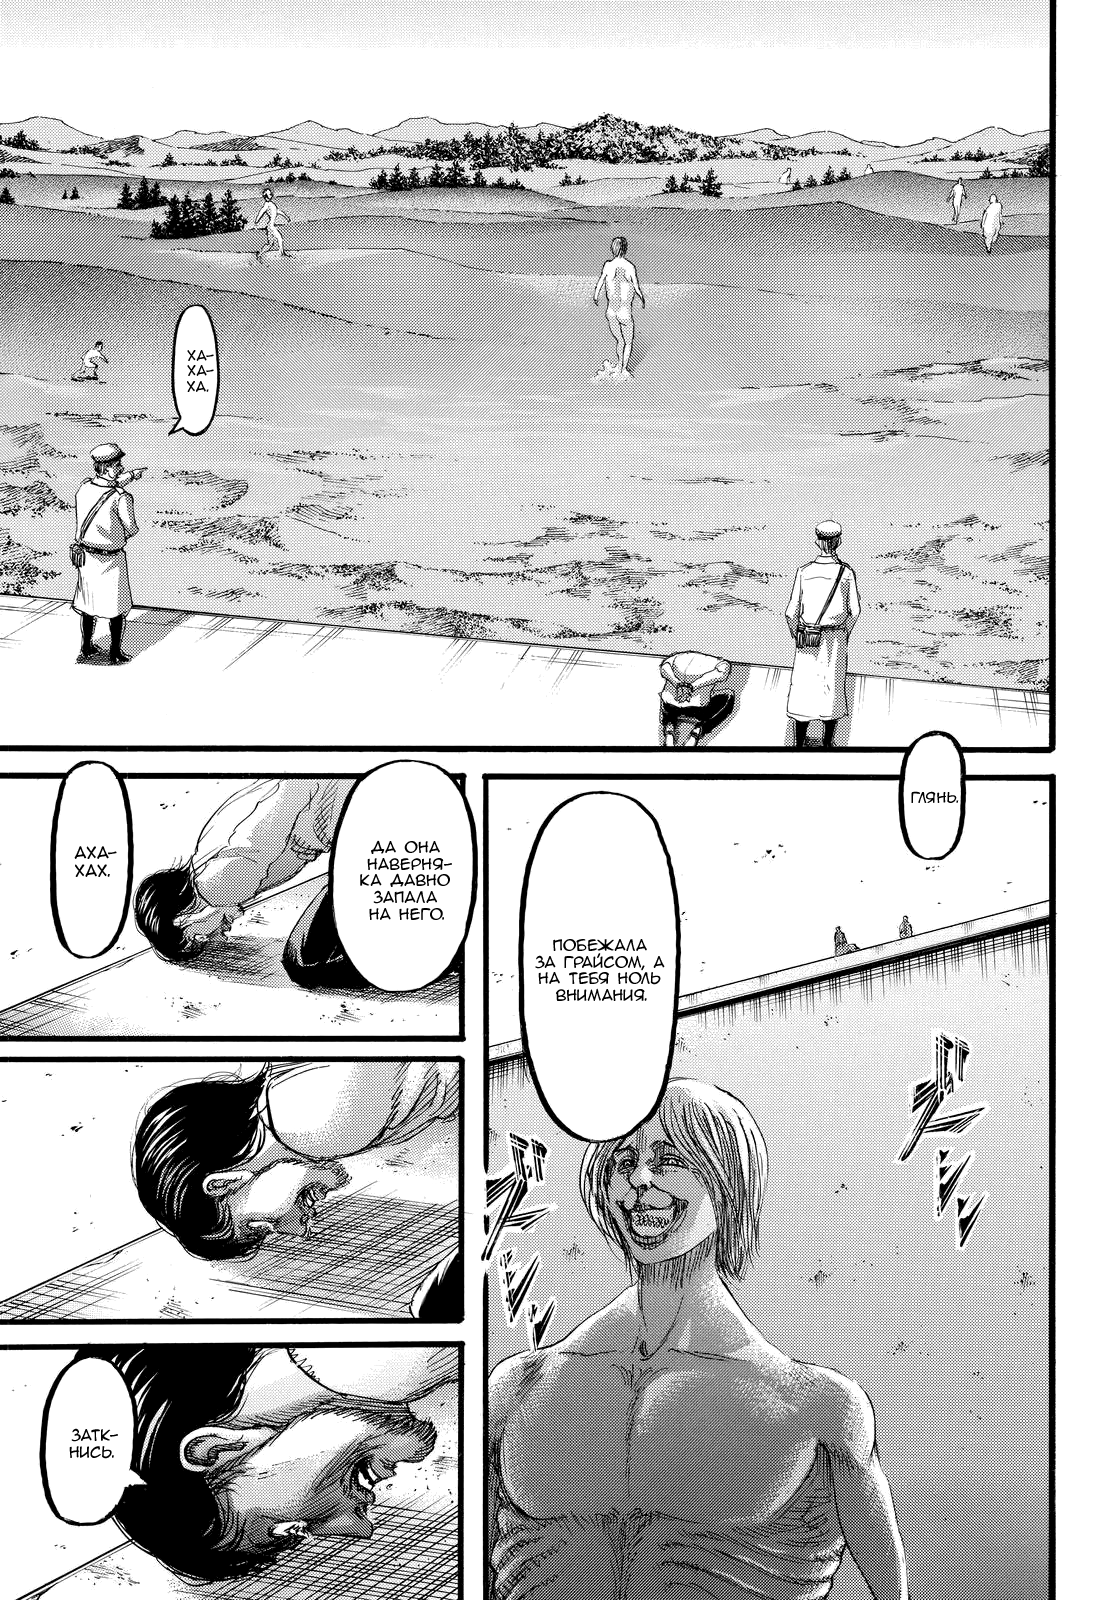 ХА-
ХА-
ХА.
ГЛЯНЬ.
ПОБЕЖАЛА
ЗА ГРАЙСОМ, А
НА ТЕБЯ НОЛЬ
ВНИМАНИЯ.
ДА ОНА
НАВЕРНЯ-
КА ДАВНО
ЗАПАЛА
НА НЕГО.
АХА-
ХАХ.
ЗАТК-
НИСЬ.